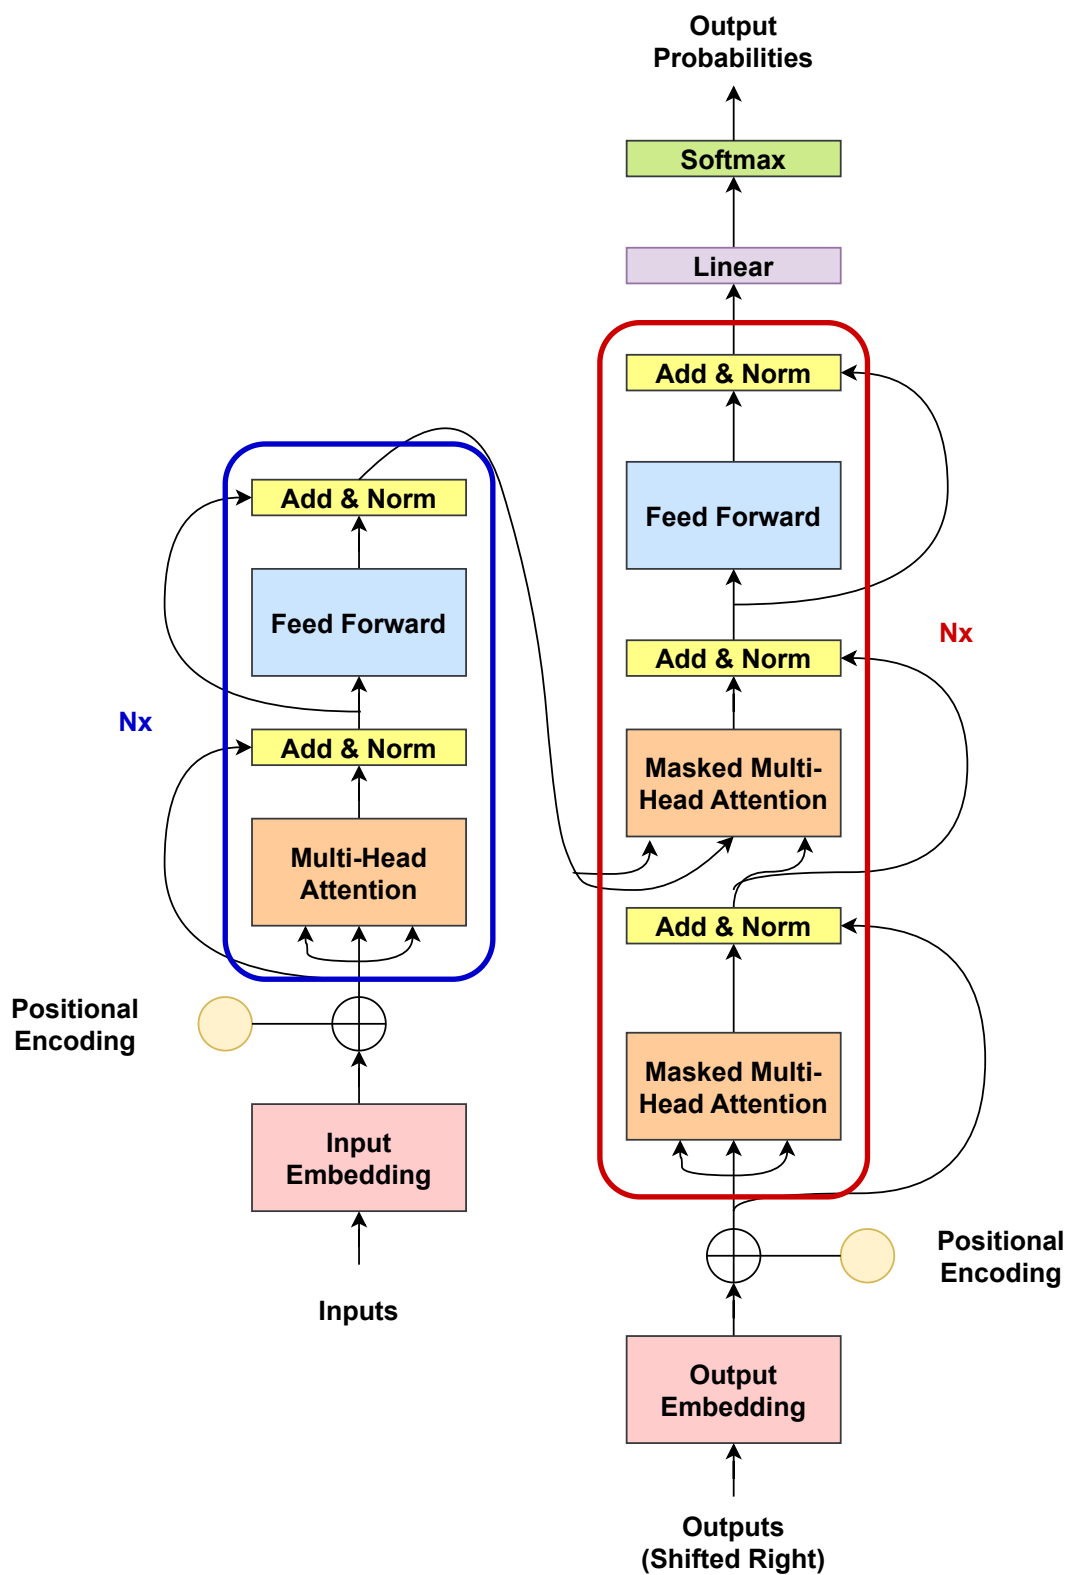 Output
Probabilities
Softmax
Linear
Add & Norm
Feed Forward
Add & Norm
Masked Multi-
Head Attention
Add & Norm
Masked Multi-
Head Attention
Nx
Positional
Encoding
Output
Embedding
Outputs
(Shifted Right)
Add & Norm
Feed Forward
Nx
Add & Norm
Multi-Head
Attention
Positional
Encoding
Input
Embedding
Inputs